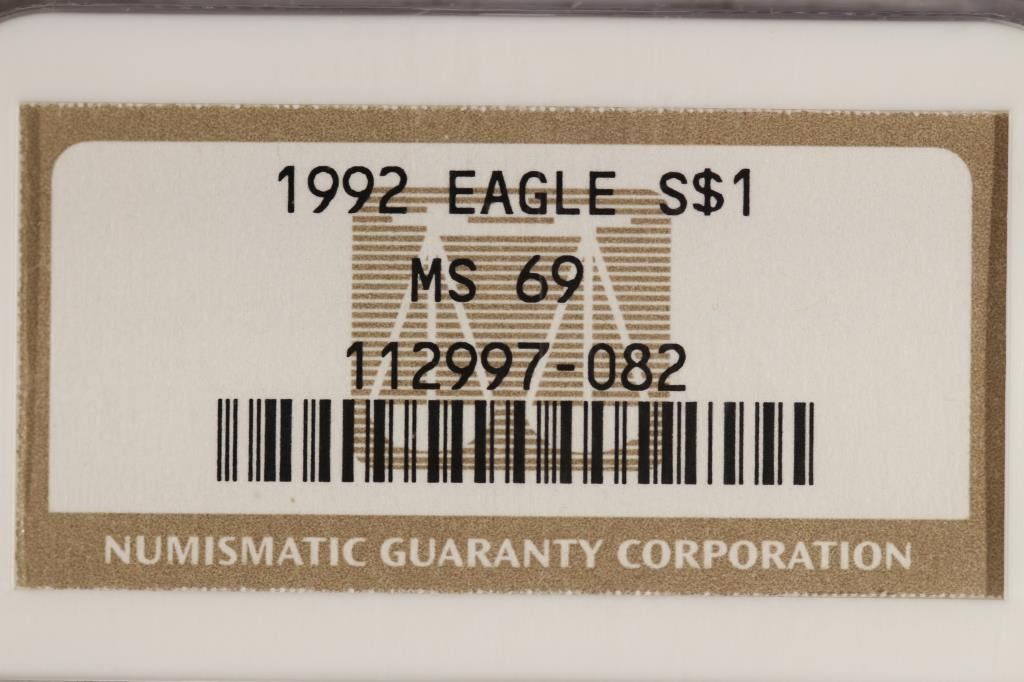 1992 EAGLE S$1
MS 69
112997-082
NUMISMATIC GUARANTY CORPORATION